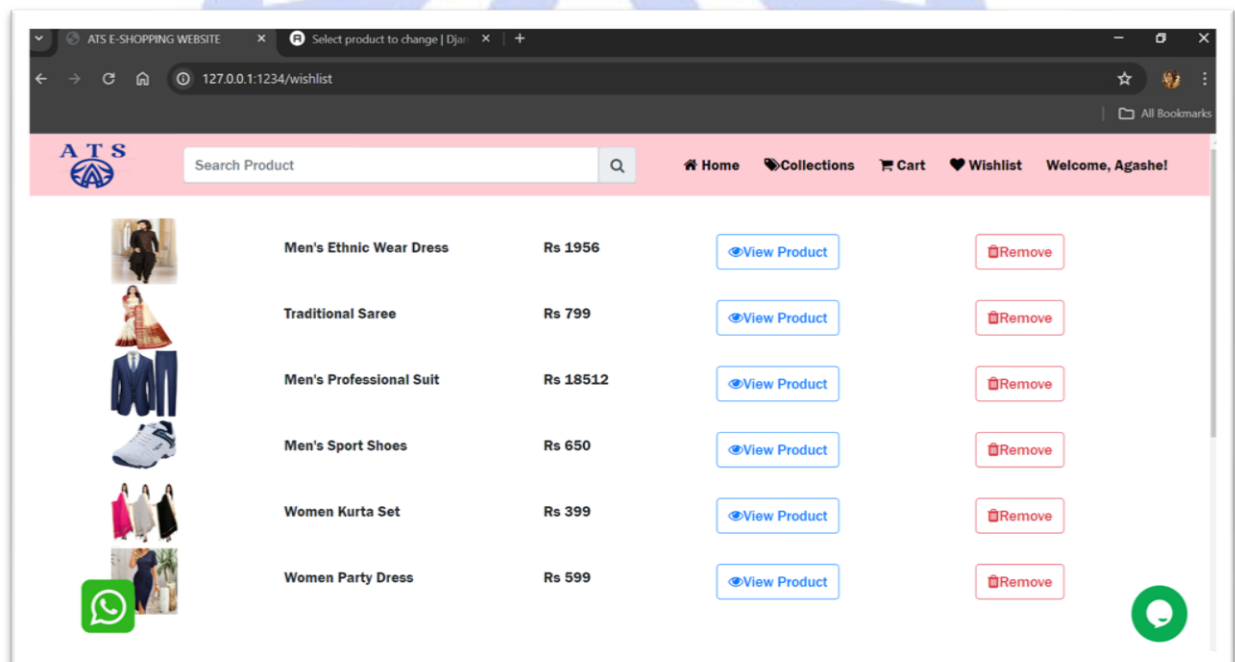 ATS E-SHOPPING WEBSITE
Select product to change | Djan
127.0.0.1:1234/wishlist
All Bookmarks
ATS
Search Product
Home Collections Cart Wishlist Welcome, Agashe!
Men's Ethnic Wear Dress Rs 1956 View Product Remove
Traditional Saree Rs 799 View Product Remove
Men's Professional Suit Rs 18512 View Product Remove
Men's Sport Shoes Rs 650 View Product Remove
Women Kurta Set Rs 399 View Product Remove
Women Party Dress Rs 599 View Product Remove